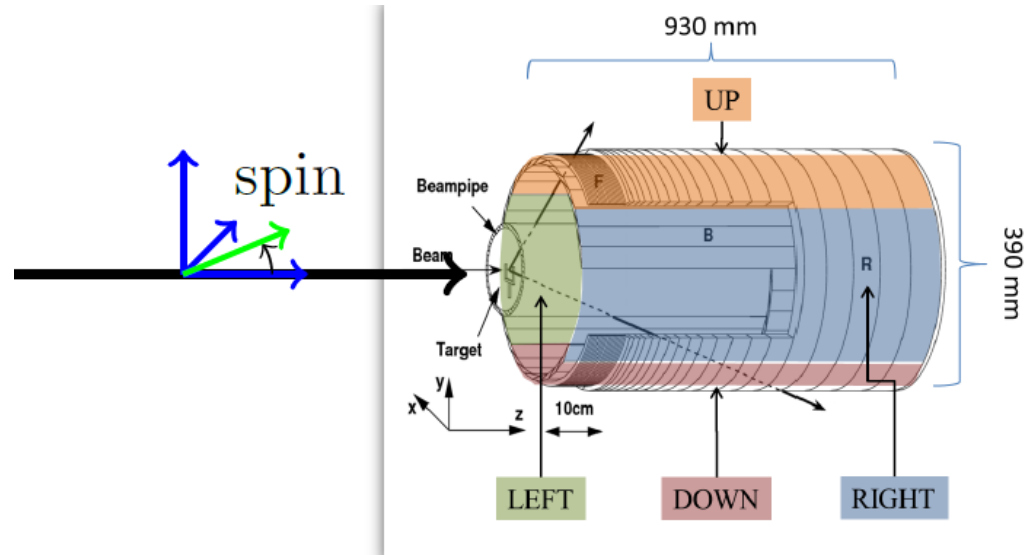 930 mm
UP
spin
Beampipe
F
B
Beam
R
390 mm
Target
y
x
z
10cm
LEFT
DOWN
RIGHT